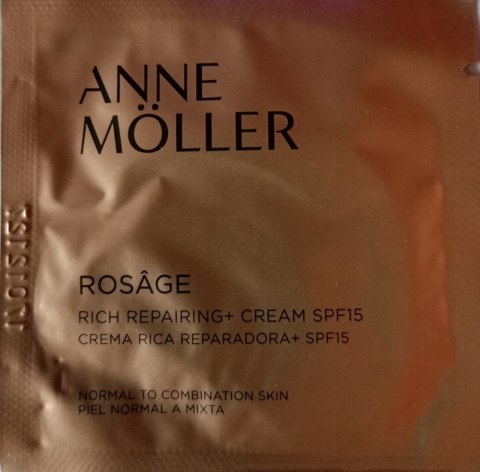 ANNE
MÖLLER
ROSÂGE
RICH REPAIRING+ CREAM SPF15
CREMA RICA REPARADORA+ SPF15
NORMAL TO COMBINATION SKIN
PIEL NORMAL A MIXTA